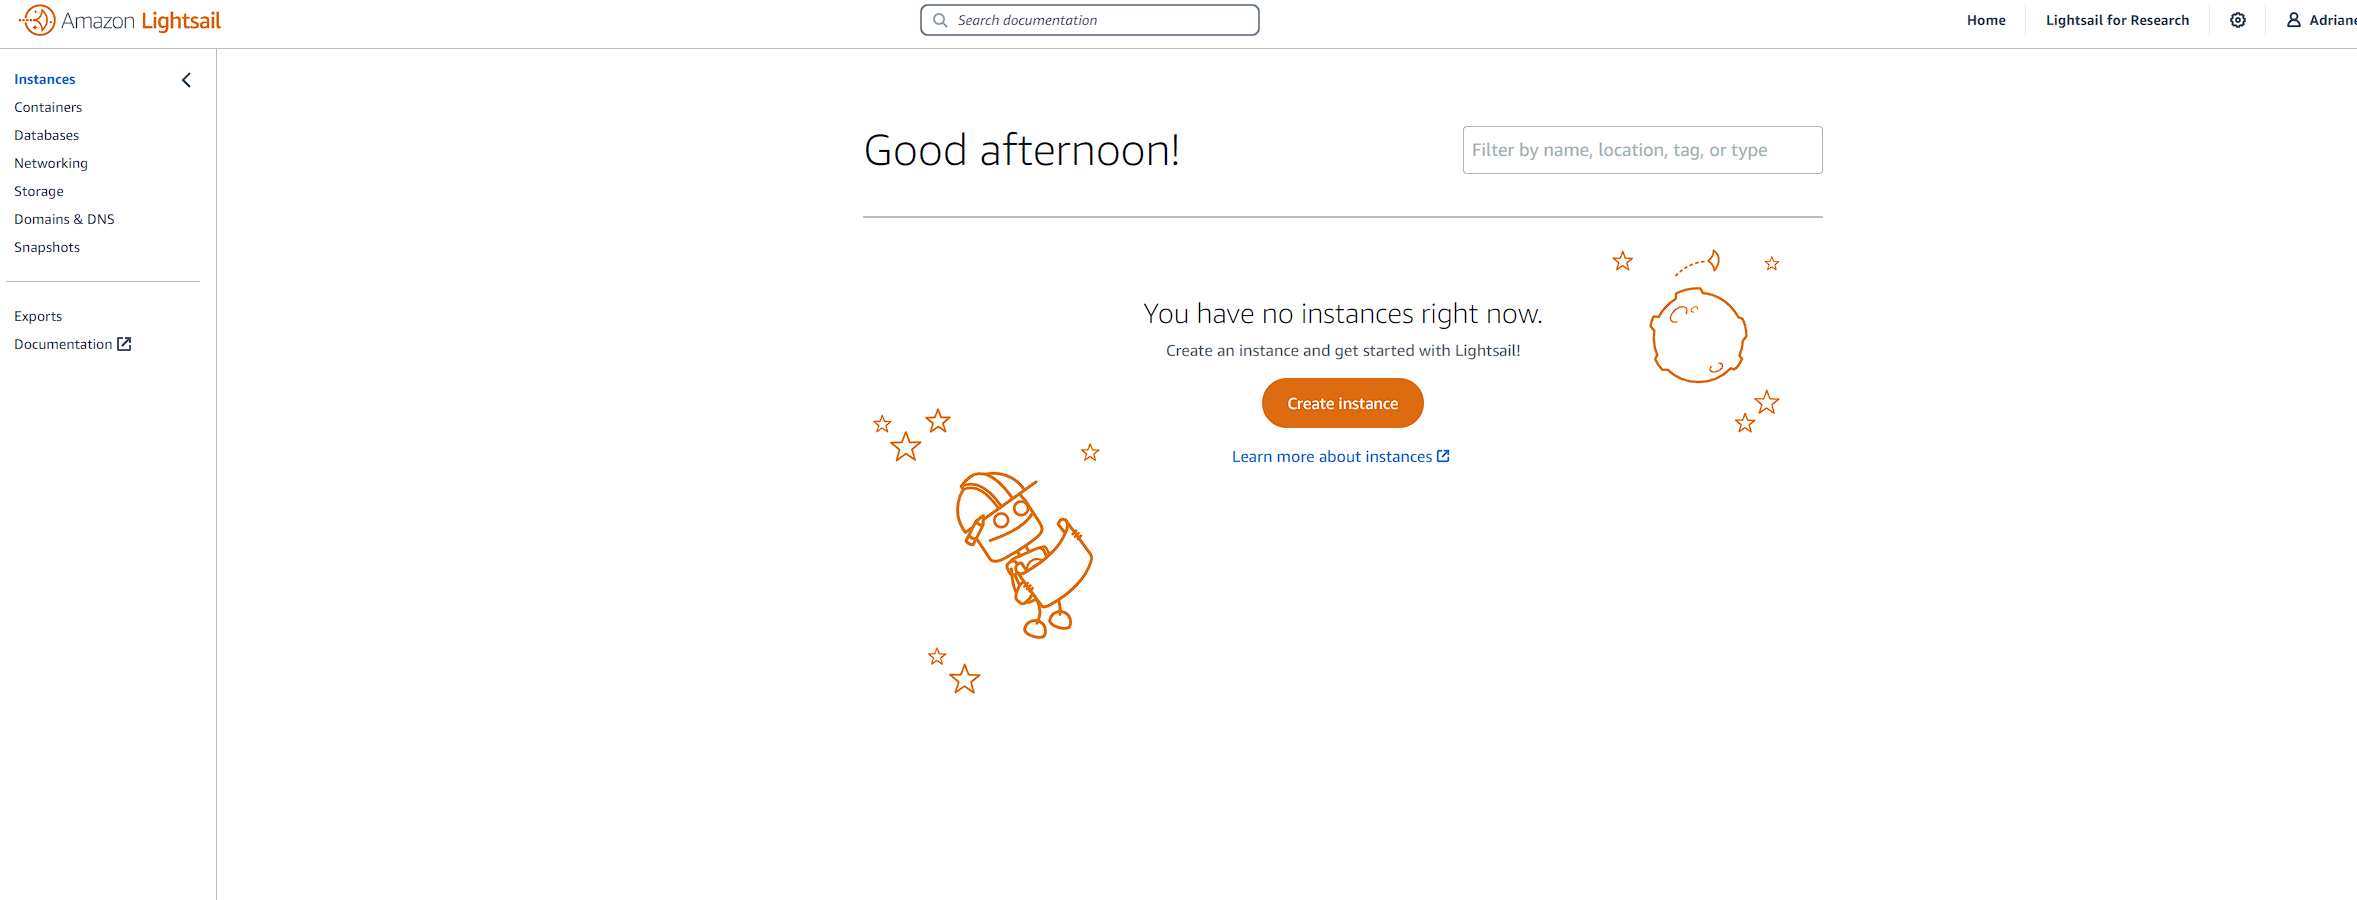 Amazon Lightsail
Search documentation
Home
Lightsail for Research
Adriane
Instances
Containers
Databases
Networking
Storage
Domains & DNS
Snapshots
Exports
Documentation
Good afternoon!
Filter by name, location, tag, or type
You have no instances right now.
Create an instance and get started with Lightsail!
Create instance
Learn more about instances